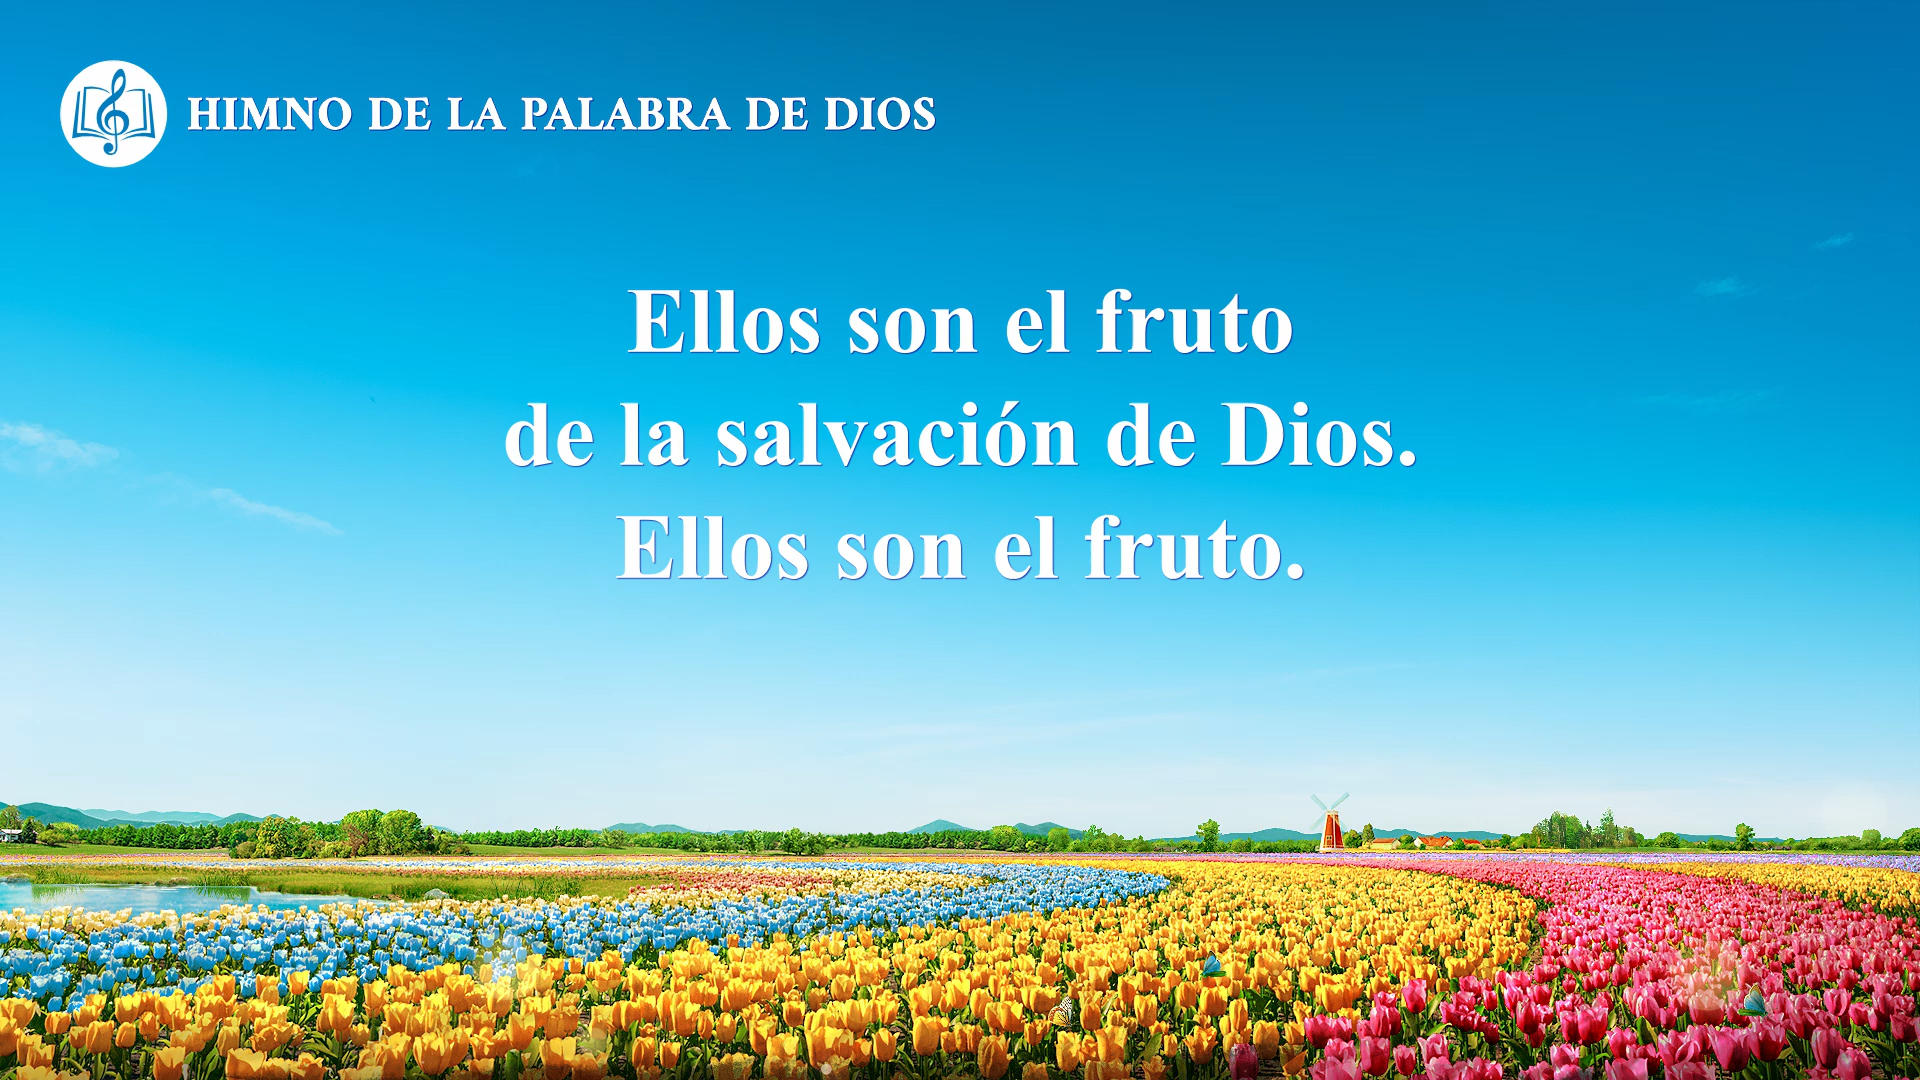 HIMNO DE LA PALABRA DE DIOS
Ellos son el fruto
de la salvación de Dios.
Ellos son el fruto.